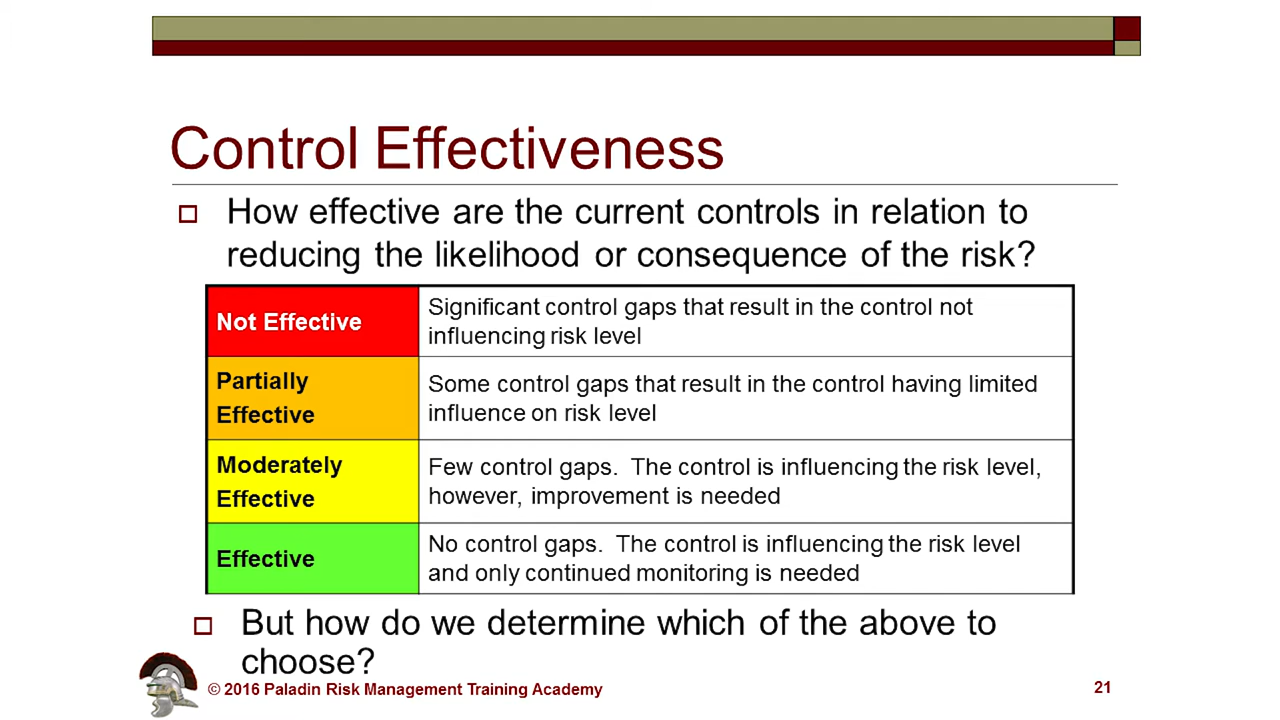 Control Effectiveness
How effective are the current controls in relation to
reducing the likelihood or consequence of the risk?
Not Effective
Significant control gaps that result in the control not
influencing risk level
Partially
Effective
Some control gaps that result in the control having limited
influence on risk level
Moderately
Effective
Few control gaps.  The control is influencing the risk level,
however, improvement is needed
Effective
No control gaps.  The control is influencing the risk level
and only continued monitoring is needed
But how do we determine which of the above to
choose?
© 2016 Paladin Risk Management Training Academy
21